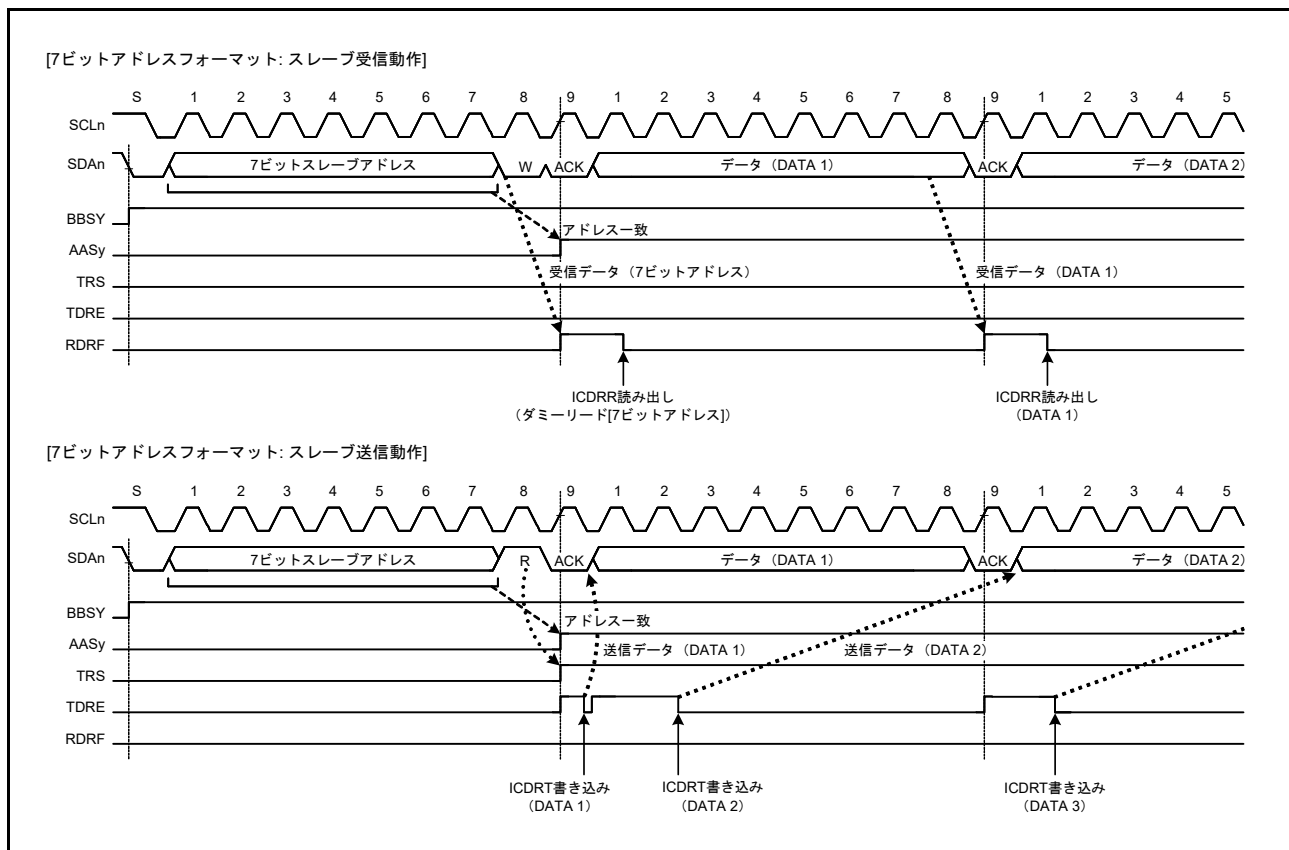 [7ビットアドレスフォーマット: スレーブ受信動作]
S 1 2 3 4 5 6 7 8 9 1 2 3 4 5 6 7 8 9 1 2 3 4 5
SCLn
SDAn 7ビットスレーブアドレス W ACK データ（DATA 1） ACK データ（DATA 2）
BBSY
アドレス一致
AASy
受信データ（7ビットアドレス） 受信データ（DATA 1）
TRS
TDRE
RDRF
ICDRR読み出し ICDRR読み出し
（ダミーリード[7ビットアドレス]） （DATA 1）
[7ビットアドレスフォーマット: スレーブ送信動作]
S 1 2 3 4 5 6 7 8 9 1 2 3 4 5 6 7 8 9 1 2 3 4 5
SCLn
SDAn 7ビットスレーブアドレス R ACK データ（DATA 1） ACK データ（DATA 2）
BBSY
アドレス一致
AASy
送信データ（DATA 1） 送信データ（DATA 2）
TRS
TDRE
RDRF
ICDRT書き込み ICDRT書き込み ICDRT書き込み
（DATA 1） （DATA 2） （DATA 3）